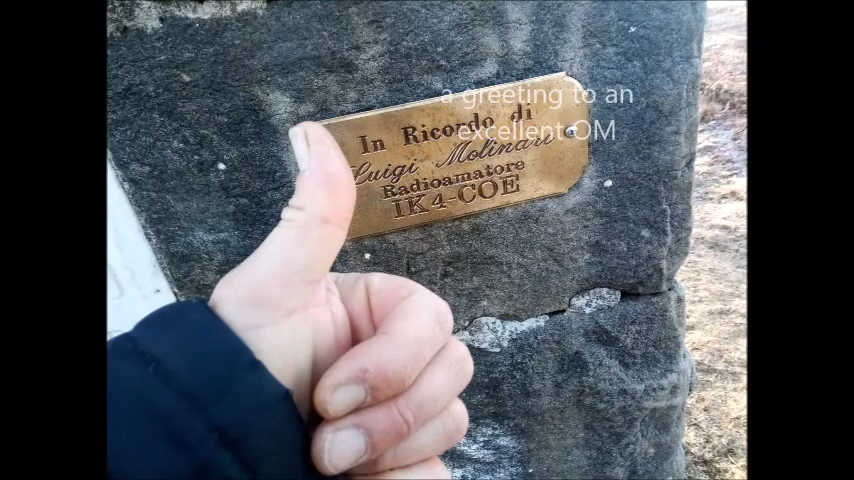 a greeting to an
excellent OM
In Ricordo di
Luigi Molinari
Radioamatore
IK4-COE